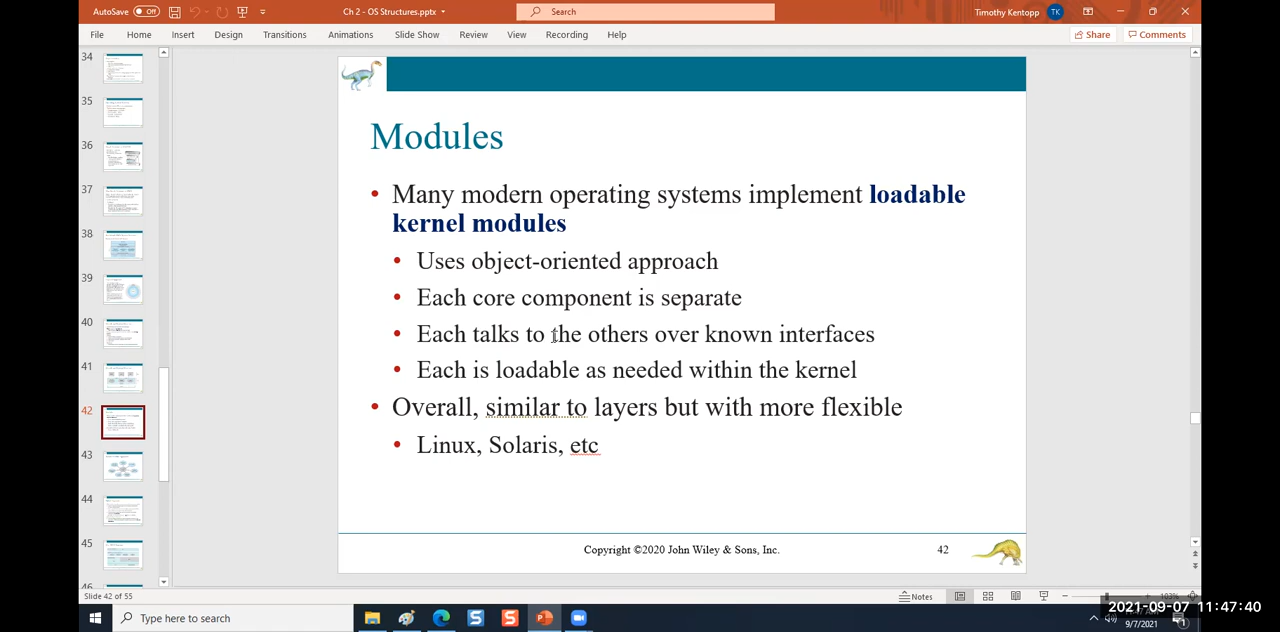 AutoSave Off Ch 2 - OS Structures.pptx Search Timothy Kentopp TK
File Home Insert Design Transitions Animations Slide Show Review View Recording Help Share Comments
34
35
36
37
38
39
40
41
42
43
44
45
46
Modules
• Many modern operating systems implement loadable
kernel modules
• Uses object-oriented approach
• Each core component is separate
• Each talks to the others over known interfaces
• Each is loadable as needed within the kernel
• Overall, similar to layers but with more flexible
• Linux, Solaris, etc
Copyright ©2020 John Wiley & Sons, Inc. 42
Slide 42 of 55 Notes 103%
Type here to search
2021-09-07 11:47:40
9/7/2021